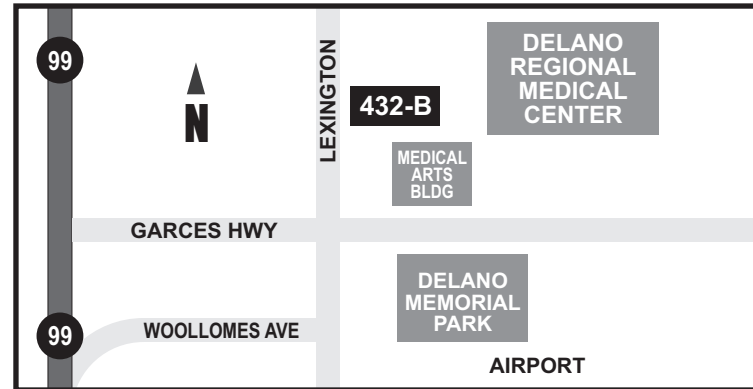 99
N
LEXINGTON
432-B
DELANO
REGIONAL
MEDICAL
CENTER
MEDICAL
ARTS
BLDG
GARCES HWY
DELANO
MEMORIAL
PARK
99
WOOLLOMES AVE
AIRPORT